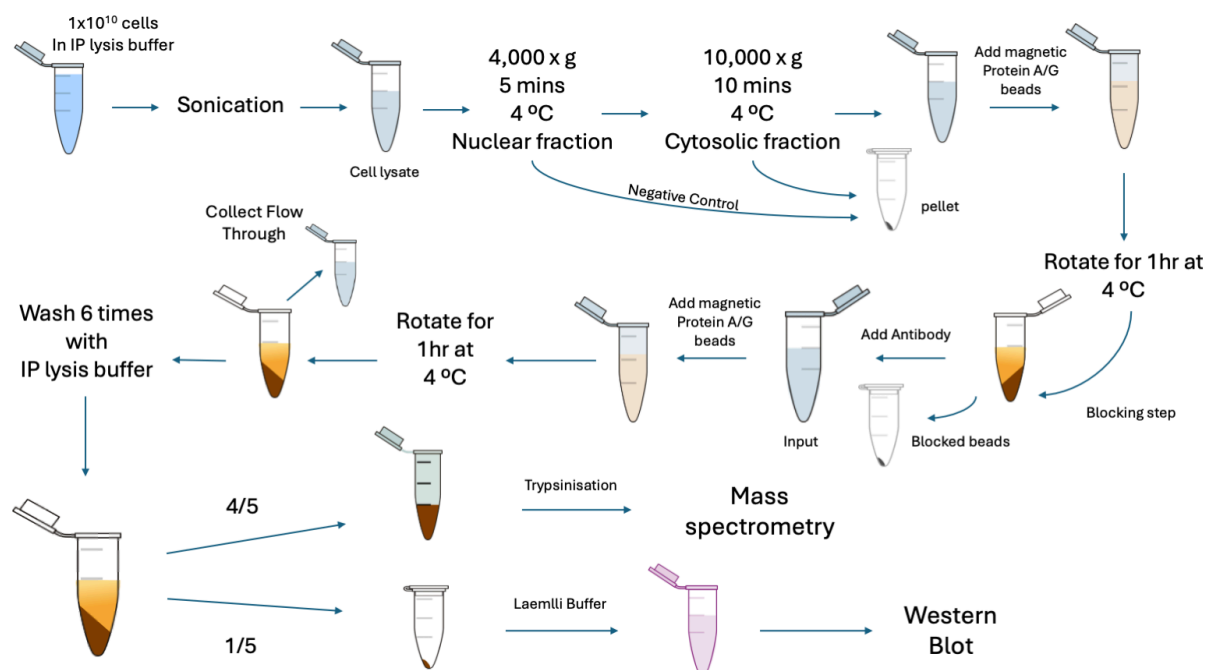 1x10¹⁰ cells
In IP lysis buffer
Sonication
Cell lysate
4,000 x g
5 mins
4 ºC
Nuclear fraction
10,000 x g
10 mins
4 ºC
Cytosolic fraction
Add magnetic
Protein A/G
beads
Negative Control
pellet
Rotate for 1hr at
4 ºC
Blocking step
Blocked beads
Add Antibody
Input
Add magnetic
Protein A/G
beads
Rotate for
1hr at
4 ºC
Collect Flow
Through
Wash 6 times
with
IP lysis buffer
4/5
Trypsinisation
Mass
spectrometry
1/5
Laemlli Buffer
Western
Blot